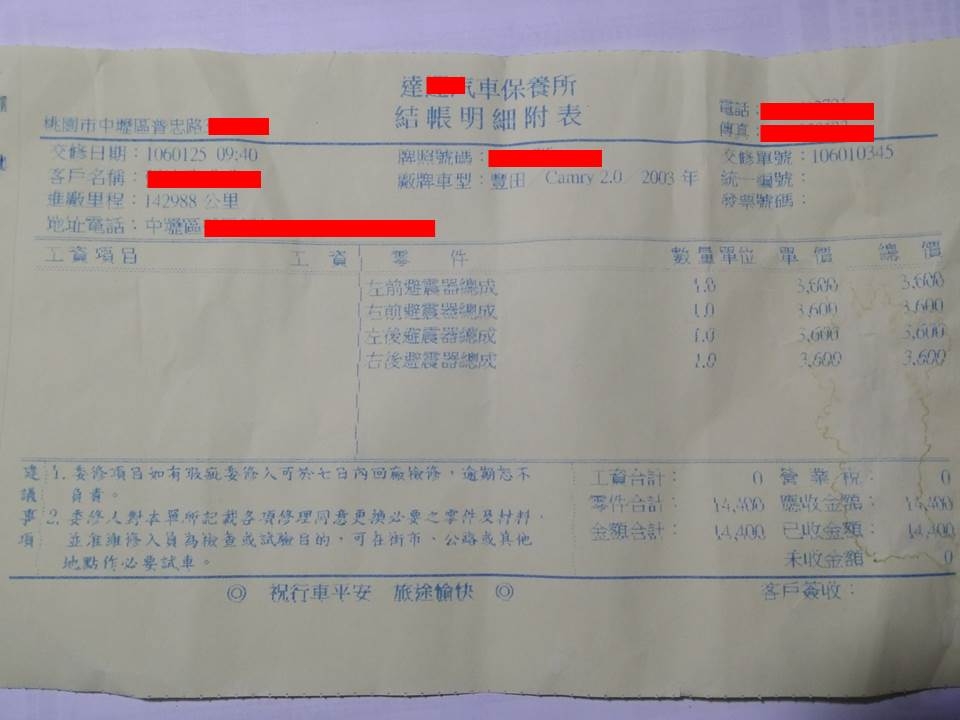 達 汽車保養所
結帳明細附表
桃園市中壢區普忠路
電話：
傳真：
交修日期：1060125 09:40 牌照號碼： 交修單號：106010345
客戶名稱： 廠牌車型：豐田 Camry 2.0 2003 年 統一編號：
進廠里程：142988 公里 發票號碼：
地址電話：中壢區
工資項目 工 資 零 件 數量單位 單 價 總 價
左前避震器總成 1.0 3,600 3,600
右前避震器總成 1.0 3,600 3,600
左後避震器總成 1.0 3,600 3,600
右後避震器總成 1.0 3,600 3,600
建議事項
1. 委修項目如有瑕疵委修人可於七日內回廠檢修，逾期恕不
負責。
2. 委修人對本單所記載各項修理同意更換必要之零件及材料，
並准維修人員為檢查或試驗目的，可在街市、公路或其他
地點作必要試車。
工資合計： 0 營 業 稅： 0
零件合計： 14,400 應收金額： 14,400
金額合計： 14,400 已收金額： 14,400
未收金額 0
◎ 祝行車平安 旅途愉快 ◎ 客戶簽收：